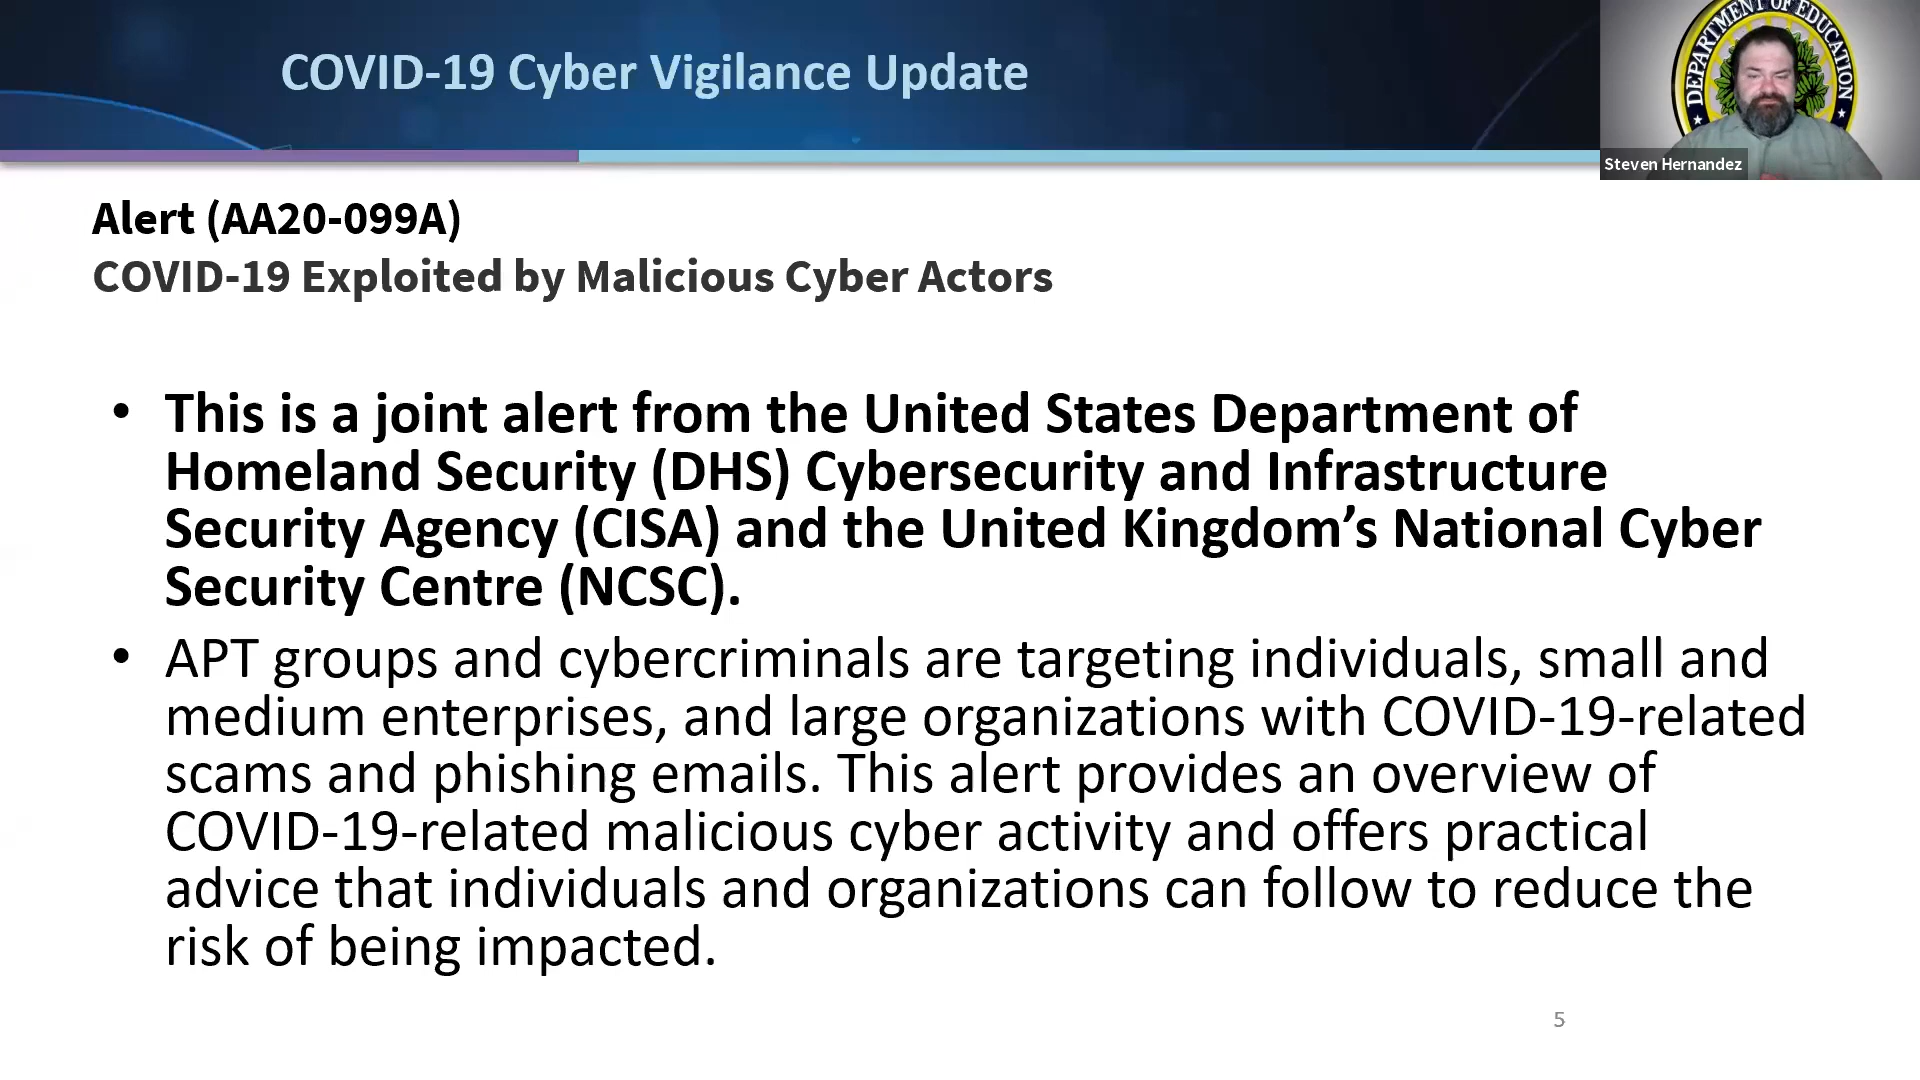 COVID-19 Cyber Vigilance Update
DEPARTMENT OF EDUCATION
Steven Hernandez
Alert (AA20-099A)
COVID-19 Exploited by Malicious Cyber Actors
• This is a joint alert from the United States Department of
Homeland Security (DHS) Cybersecurity and Infrastructure
Security Agency (CISA) and the United Kingdom’s National Cyber
Security Centre (NCSC).
• APT groups and cybercriminals are targeting individuals, small and
medium enterprises, and large organizations with COVID-19-related
scams and phishing emails. This alert provides an overview of
COVID-19-related malicious cyber activity and offers practical
advice that individuals and organizations can follow to reduce the
risk of being impacted.
5